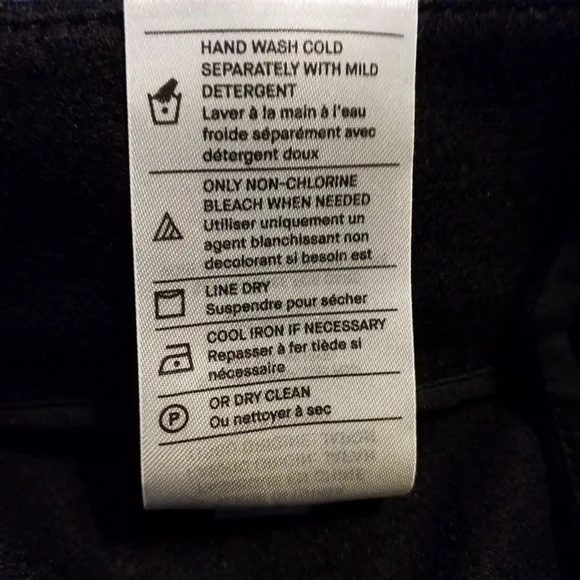 HAND WASH COLD
SEPARATELY WITH MILD
DETERGENT
Laver à la main à l'eau
froide séparément avec
détergent doux
ONLY NON-CHLORINE
BLEACH WHEN NEEDED
Utiliser uniquement un
agent blanchissant non
decolorant si besoin est
LINE DRY
Suspendre pour sécher
COOL IRON IF NECESSARY
Repasser à fer tiède si
nécessaire
P
OR DRY CLEAN
Ou nettoyer à sec